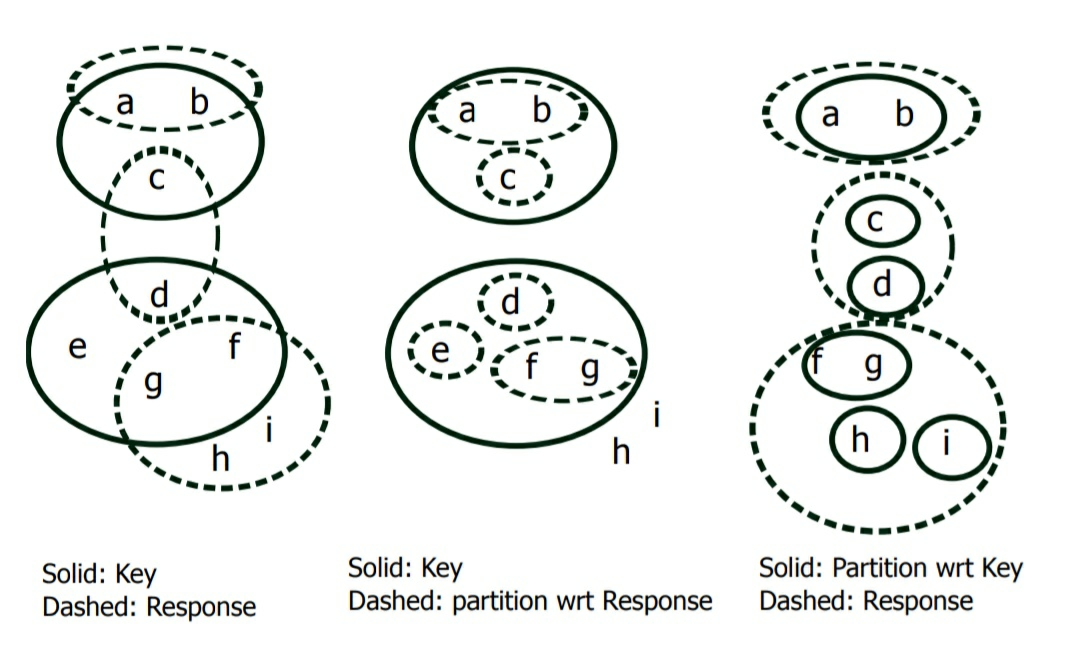 a b
c
d
e f
g
i
h
Solid: Key
Dashed: Response
a b
c
d
e
f g
i
h
Solid: Key
Dashed: partition wrt Response
a b
c
d
f g
h i
Solid: Partition wrt Key
Dashed: Response